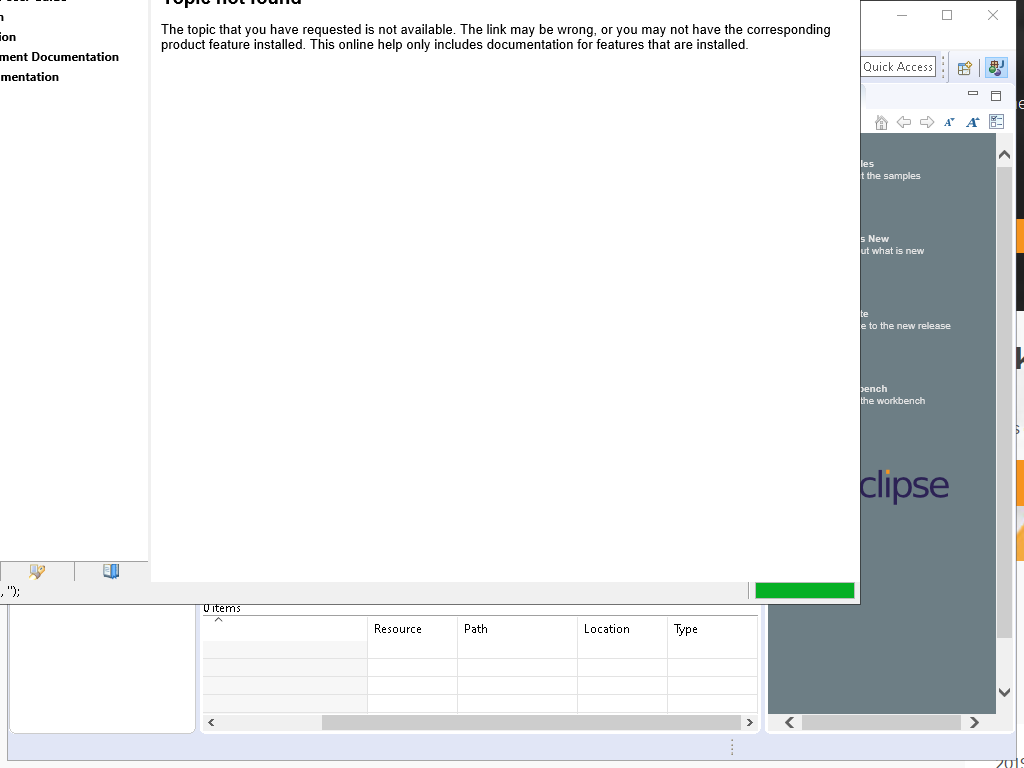 The topic that you have requested is not available. The link may be wrong, or you may not have the corresponding
product feature installed. This online help only includes documentation for features that are installed.
ion
ment Documentation
mentation
Quick Access
les
t the samples
s New
ut what is new
te
e to the new release
bench
the workbench
clipse
, '');
0 items
Resource Path Location Type
2019